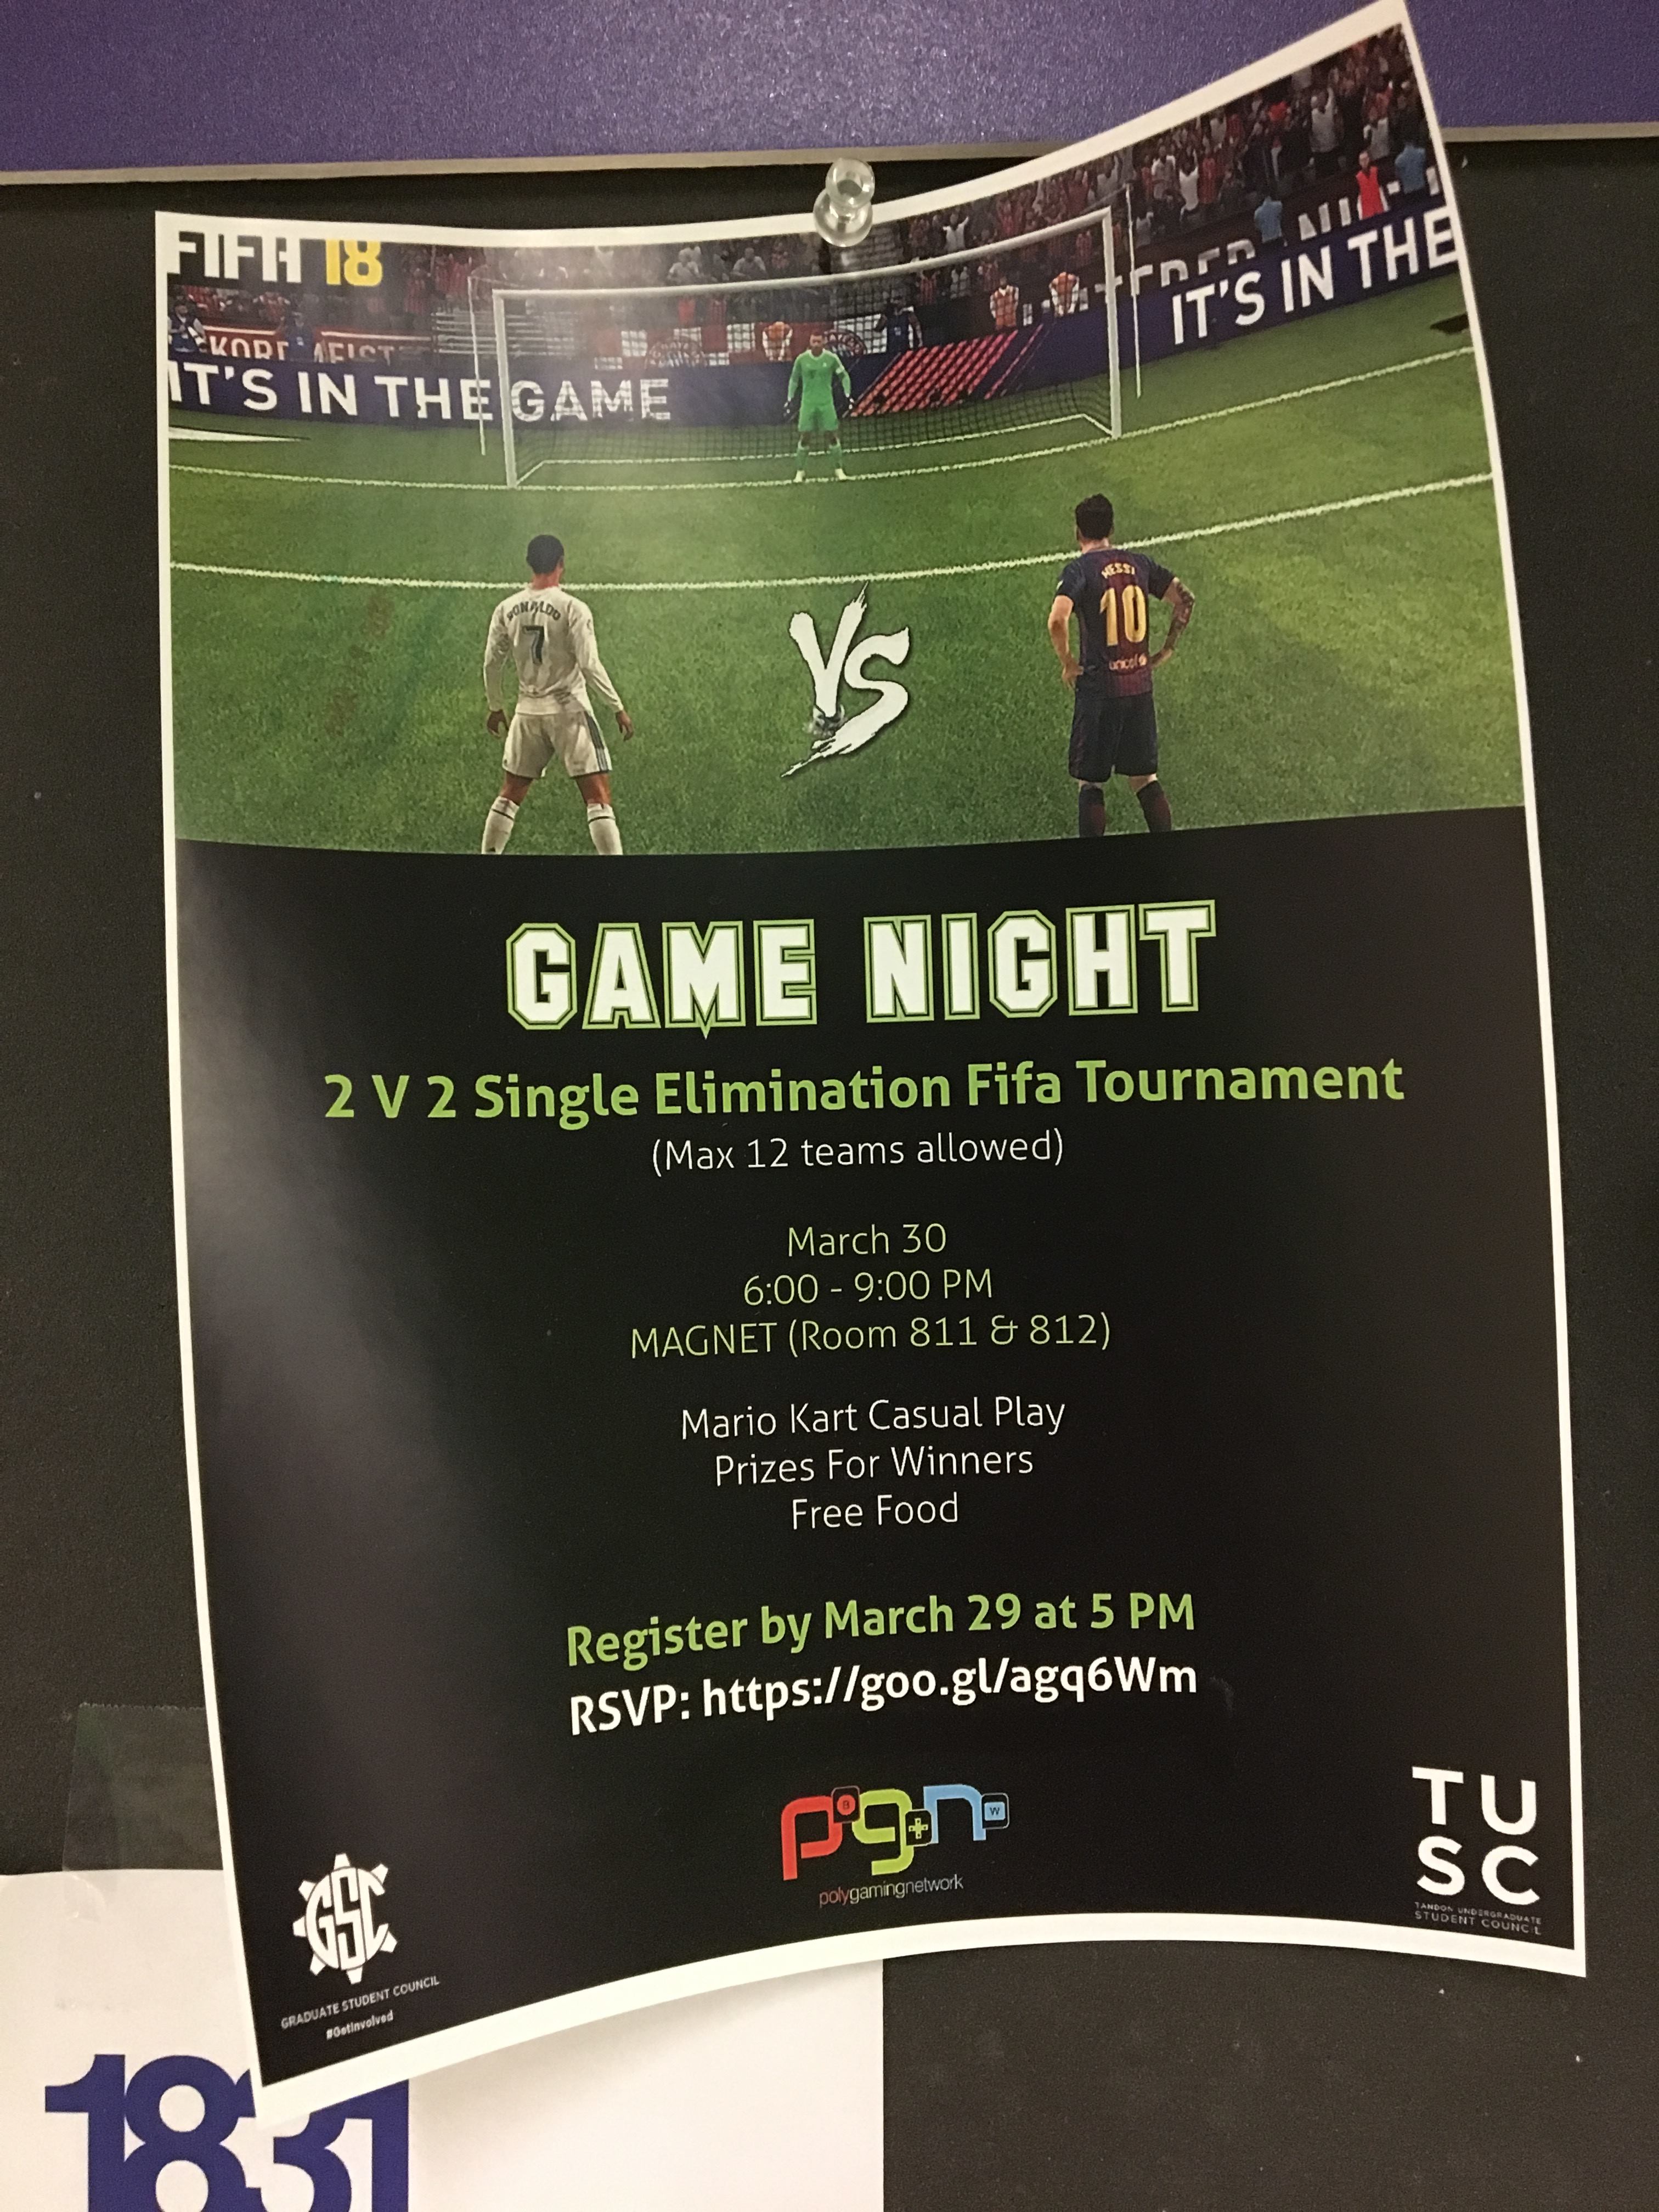 FIFA 18
IT'S IN THE GAME
IT'S IN THE
RONALDO
7
VS
MESSI
10
unicef
GAME NIGHT
2 V 2 Single Elimination Fifa Tournament
(Max 12 teams allowed)
March 30
6:00 - 9:00 PM
MAGNET (Room 811 & 812)
Mario Kart Casual Play
Prizes For Winners
Free Food
Register by March 29 at 5 PM
RSVP: https://goo.gl/agq6Wm
pgn
B
W
polygamingnetwork
TU
SC
TANDON UNDERGRADUATE
STUDENT COUNCIL
GSC
GRADUATE STUDENT COUNCIL
#GetInvolved
1831